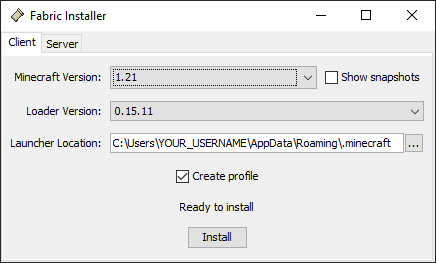 Fabric Installer
Client Server
Minecraft Version: 1.21 Show snapshots
Loader Version: 0.15.11
Launcher Location: C:\Users\YOUR_USERNAME\AppData\Roaming\.minecraft ...
Create profile
Ready to install
Install